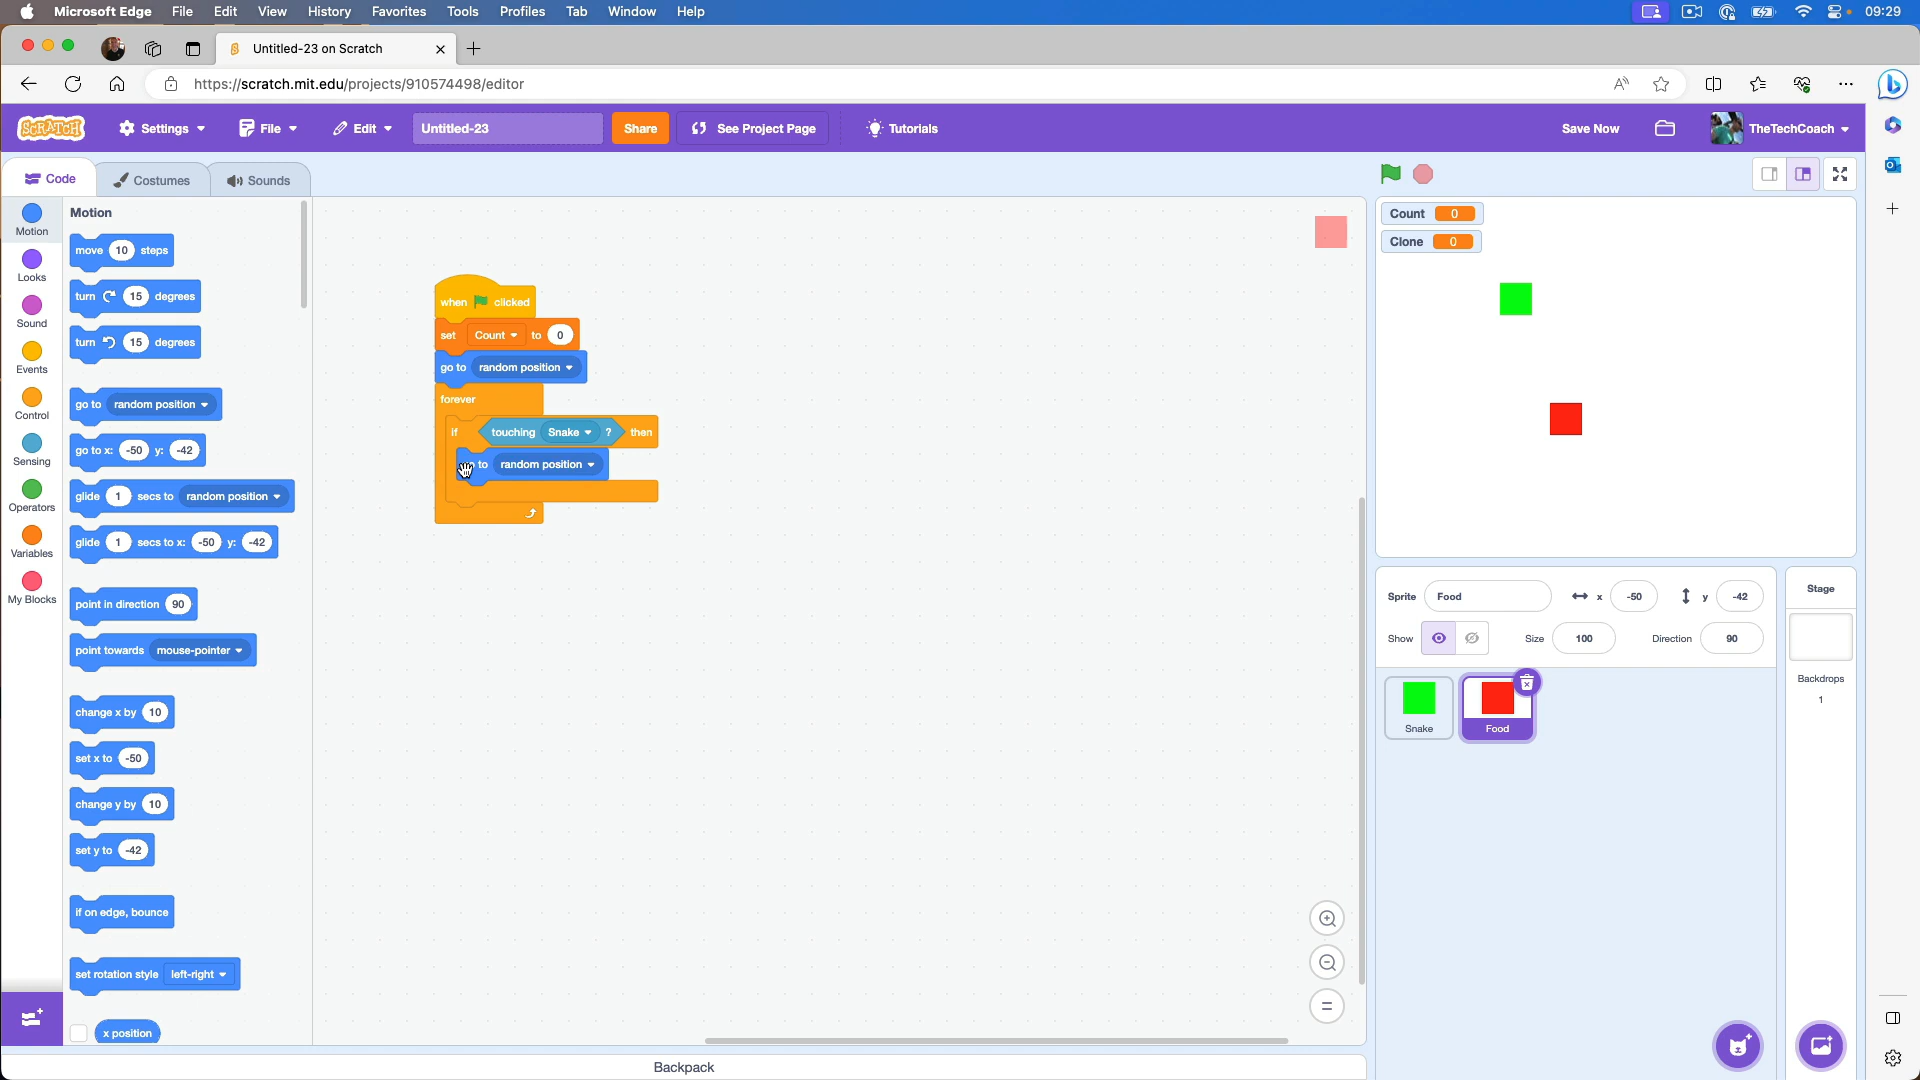 Microsoft Edge File Edit View History Favorites Tools Profiles Tab Window Help 09:29
Untitled-23 on Scratch
https://scratch.mit.edu/projects/910574498/editor
SCRATCH Settings File Edit Untitled-23 Share See Project Page Tutorials Save Now TheTechCoach
Code Costumes Sounds
Motion
Looks
Sound
Events
Control
Sensing
Operators
Variables
My Blocks
Motion
move 10 steps
turn 15 degrees
turn 15 degrees
go to random position
go to x: -50 y: -42
glide 1 secs to random position
glide 1 secs to x: -50 y: -42
point in direction 90
point towards mouse-pointer
change x by 10
set x to -50
change y by 10
set y to -42
if on edge, bounce
set rotation style left-right
x position
when clicked
set Count to 0
go to random position
forever
if touching Snake ? then
to random position
Backpack
Count 0
Clone 0
Sprite Food x -50 y -42
Show Size 100 Direction 90
Snake
Food
Stage
Backdrops
1